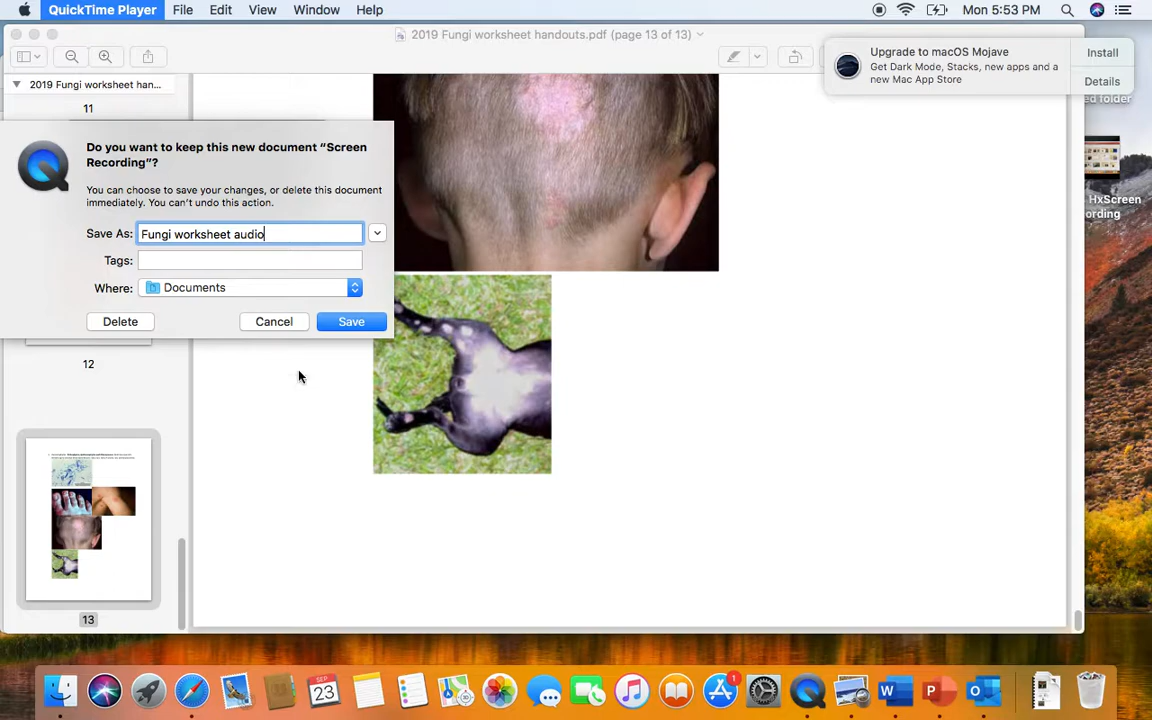 QuickTime Player File Edit View Window Help Mon 5:53 PM
2019 Fungi worksheet handouts.pdf (page 13 of 13)
Upgrade to macOS Mojave
Get Dark Mode, Stacks, new apps and a
new Mac App Store
Install
Details
2019 Fungi worksheet han...
11
Do you want to keep this new document “Screen
Recording”?
You can choose to save your changes, or delete this document
immediately. You can’t undo this action.
Save As: Fungi worksheet audio
Tags:
Where: Documents
Delete Cancel Save
12
13
ed folder
HxScreen
ording
SEP
23
1
W
P
O